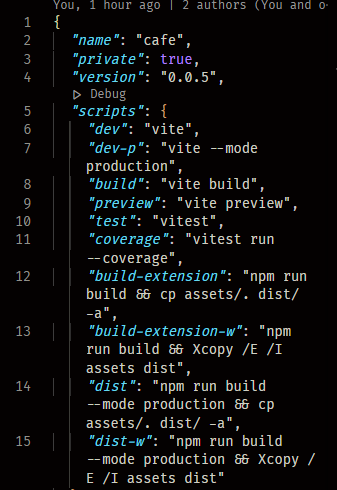 You, 1 hour ago | 2 authors (You and o
1 {
2 "name": "cafe",
3 "private": true,
4 "version": "0.0.5",
▷ Debug
5 "scripts": {
6 "dev": "vite",
7 "dev-p": "vite --mode
production",
8 "build": "vite build",
9 "preview": "vite preview",
10 "test": "vitest",
11 "coverage": "vitest run
--coverage",
12 "build-extension": "npm run
build && cp assets/. dist/
-a",
13 "build-extension-w": "npm
run build && Xcopy /E /I
assets dist",
14 "dist": "npm run build
--mode production && cp
assets/. dist/ -a",
15 "dist-w": "npm run build
--mode production && Xcopy /
E /I assets dist"